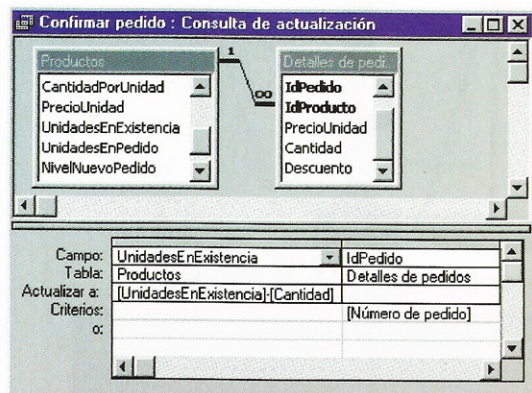 Confirmar pedido : Consulta de actualización
Productos
CantidadPorUnidad
PrecioUnidad
UnidadesEnExistencia
UnidadesEnPedido
NivelNuevoPedido
1
∞
Detalles de pedi..
IdPedido
IdProducto
PrecioUnidad
Cantidad
Descuento
Campo: UnidadesEnExistencia IdPedido
Tabla: Productos Detalles de pedidos
Actualizar a: [UnidadesEnExistencia]-[Cantidad]
Criterios: [Número de pedido]
o: